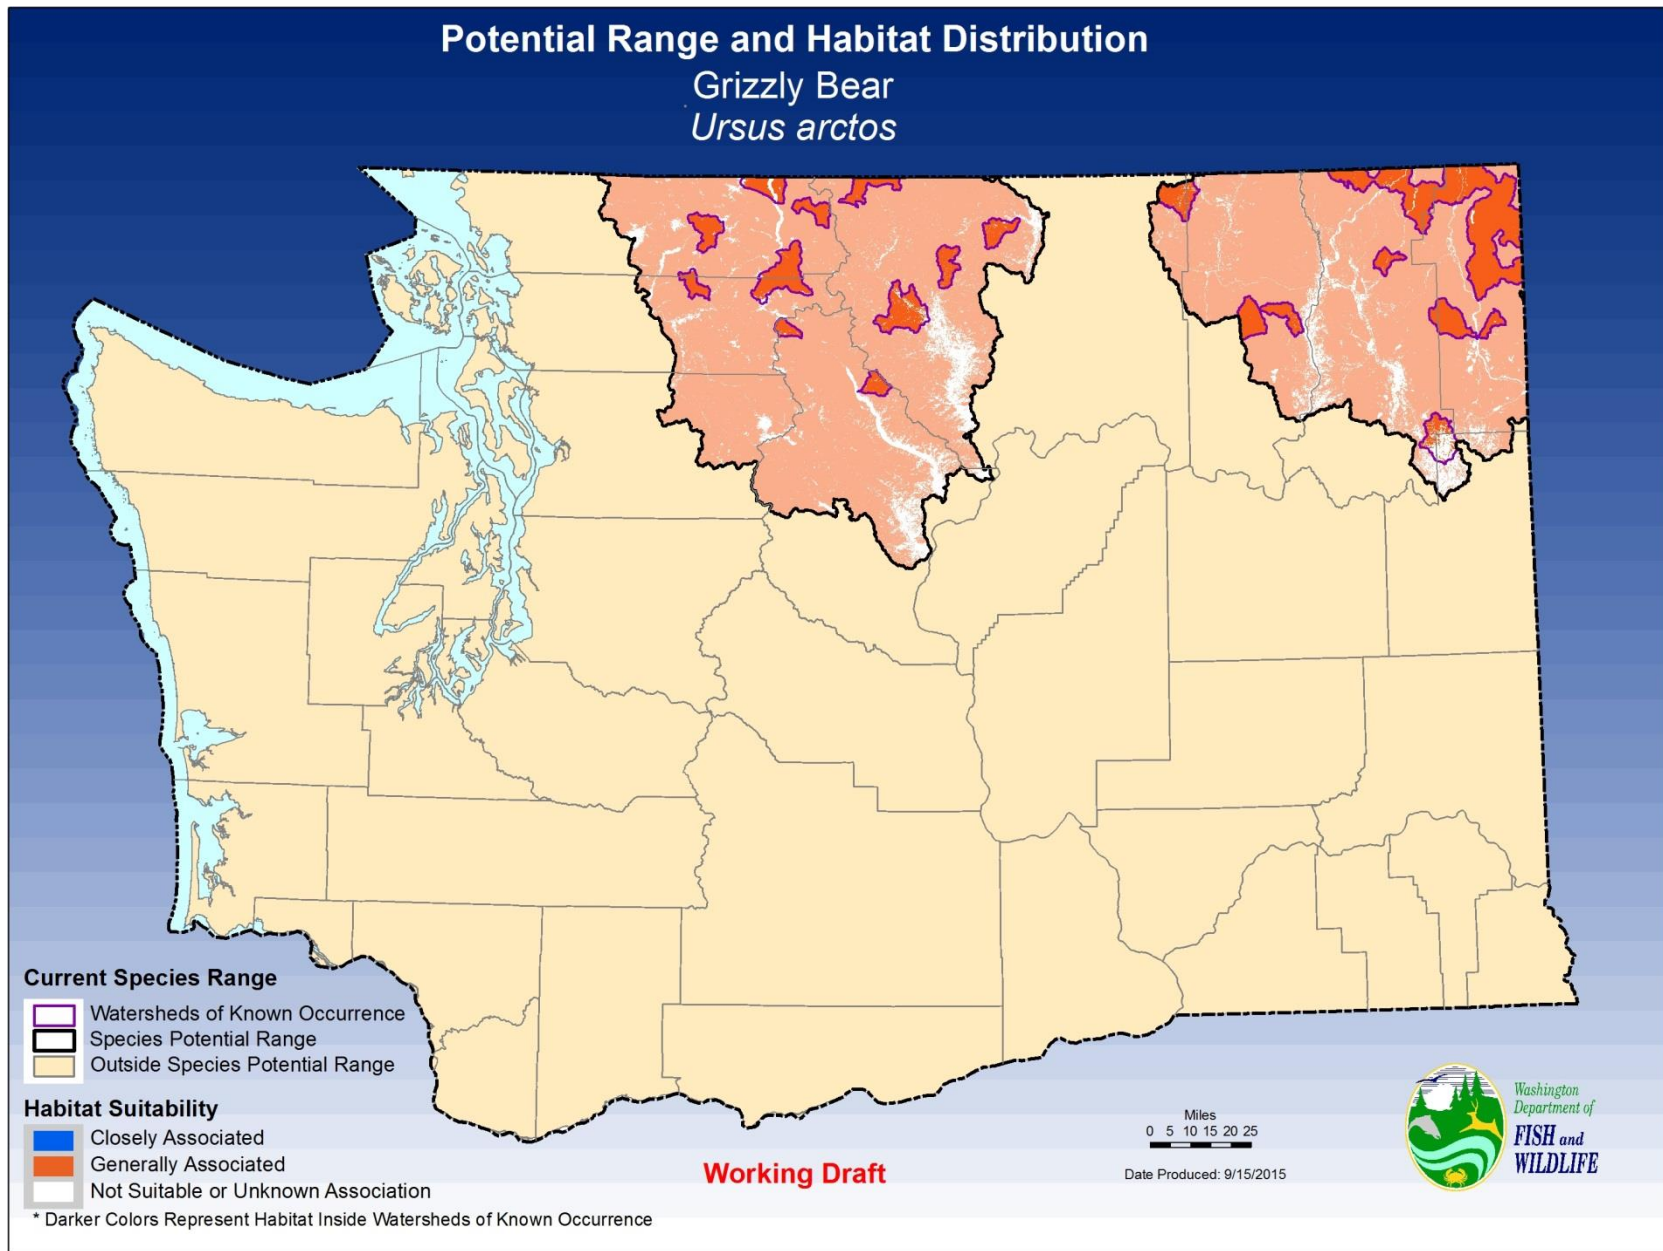 Potential Range and Habitat Distribution
Grizzly Bear
Ursus arctos
Current Species Range
Watersheds of Known Occurrence
Species Potential Range
Outside Species Potential Range
Habitat Suitability
Closely Associated
Generally Associated
Not Suitable or Unknown Association
* Darker Colors Represent Habitat Inside Watersheds of Known Occurrence
Working Draft
Miles
0 5 10 15 20 25
Date Produced: 9/15/2015
Washington
Department of
FISH and
WILDLIFE